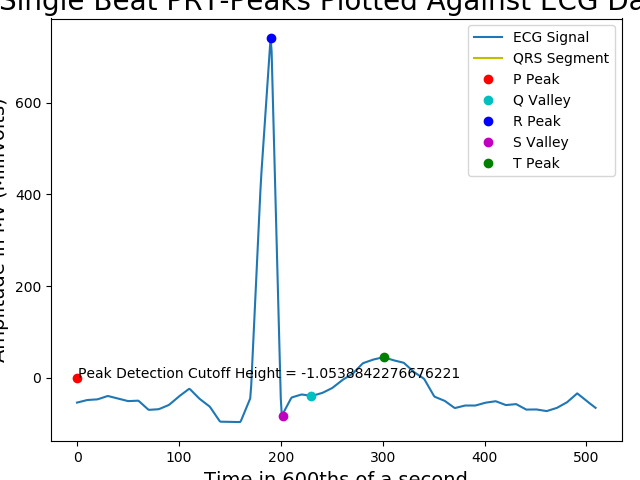 Single Beat PRT-Peaks Plotted Against ECG Da
ECG Signal
QRS Segment
P Peak
Q Valley
R Peak
S Valley
T Peak
Amplitude in MV (Millivolts)
600
400
200
0
Peak Detection Cutoff Height = -1.0538842276676221
0 100 200 300 400 500
Time in 600ths of a second